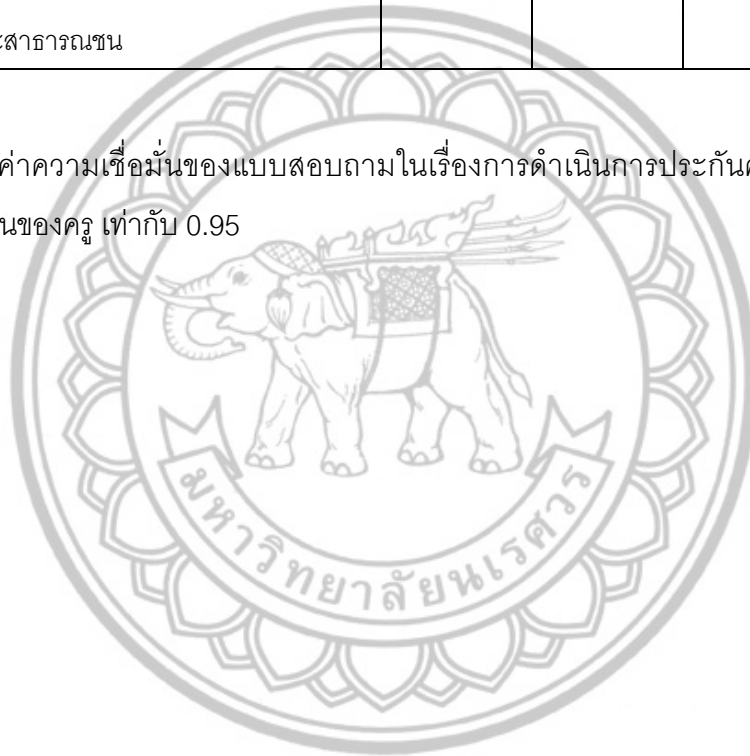 ะสาธารณชน
ค่าความเชื่อมั่นของแบบสอบถามในเรื่องการดำเนินการประกันค
นของครู เท่ากับ 0.95
มหาวิทยาลัยนเรศวร